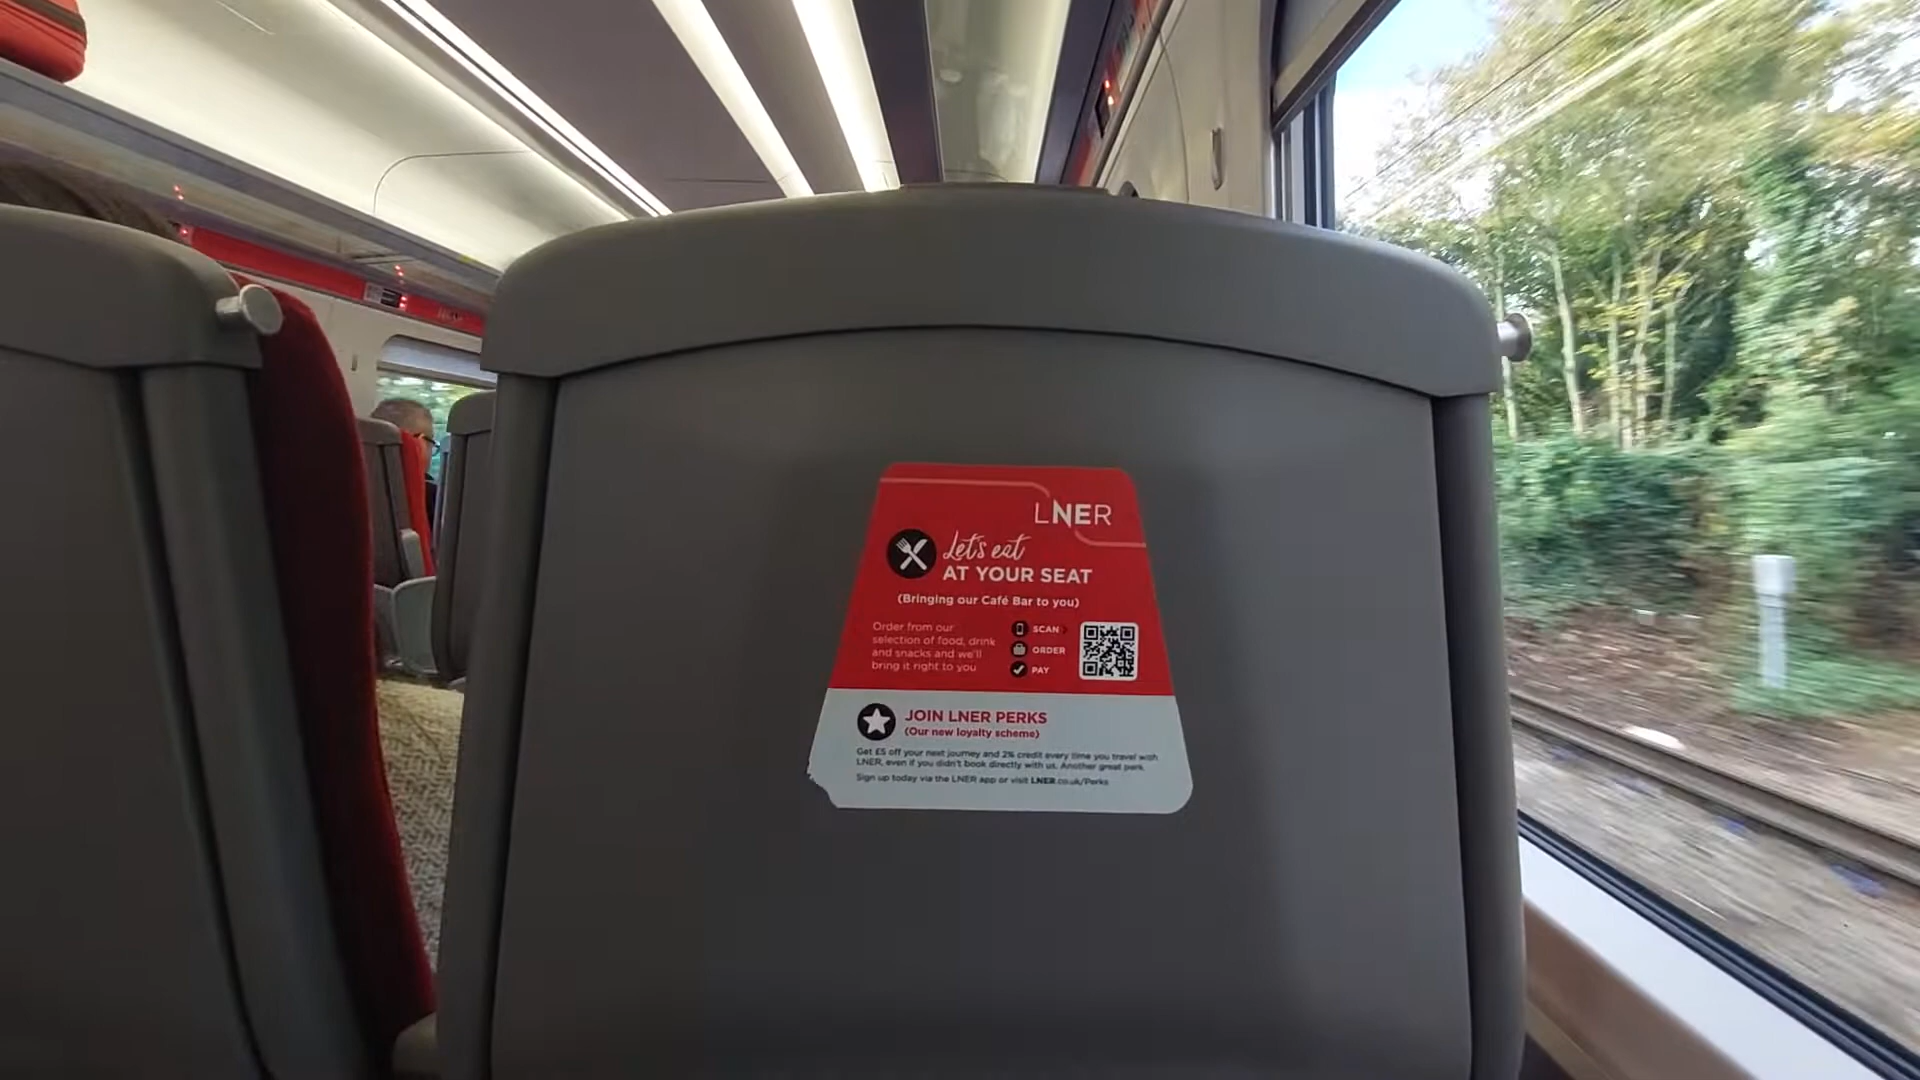 LNER
Let's eat
AT YOUR SEAT
(Bringing our Café Bar to you)
Order from our
selection of food, drink
and snacks and we'll
bring it right to you
SCAN
ORDER
PAY
JOIN LNER PERKS
(Our new loyalty scheme)
Get £5 off your next journey and 2% credit every time you travel with
LNER, even if you didn't book directly with us. Another great perk.
Sign up today via the LNER app or visit LNER.co.uk/Perks